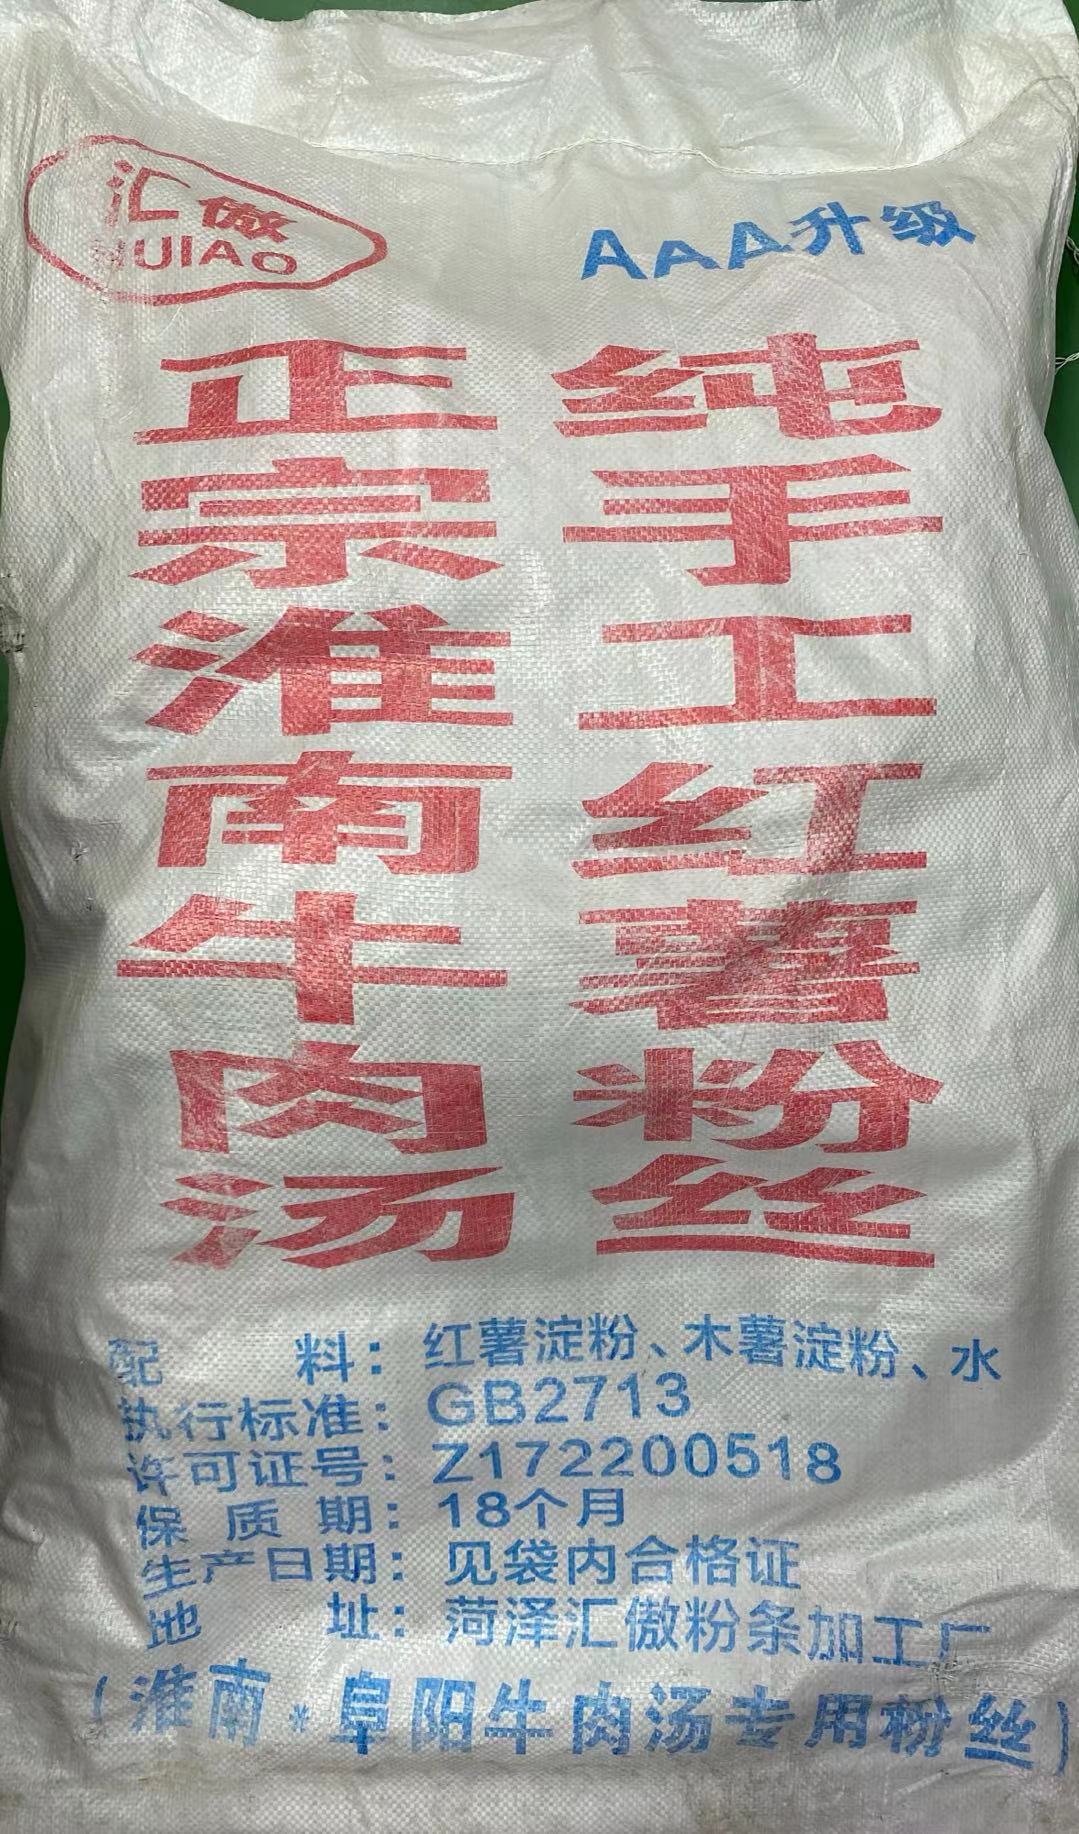 汇傲
HUIAO
AAA升级
正宗淮南牛肉汤
纯手工红薯粉丝
配料：红薯淀粉、木薯淀粉、水
执行标准：GB2713
许可证号：Z172200518
保质期：18个月
生产日期：见袋内合格证
地址：菏泽汇傲粉条加工厂
（淮南*阜阳牛肉汤专用粉丝）